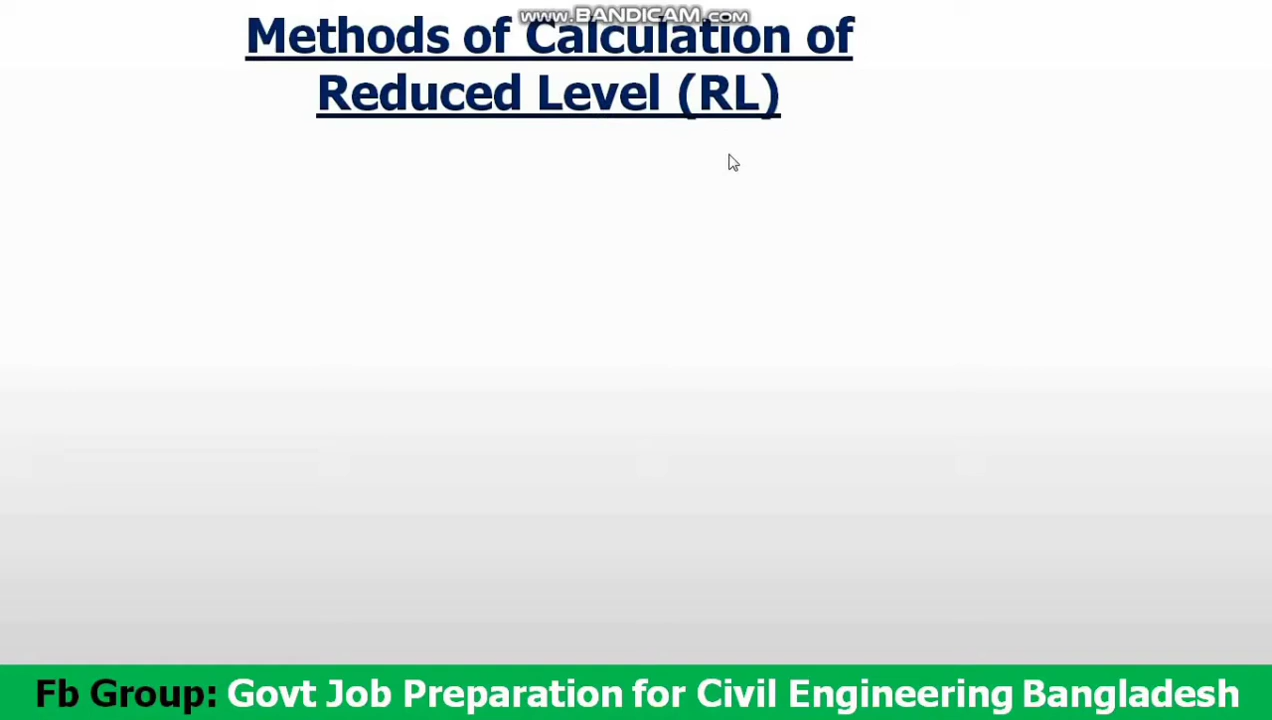 www.BANDICAM.com
Methods of Calculation of
Reduced Level (RL)
Fb Group: Govt Job Preparation for Civil Engineering Bangladesh